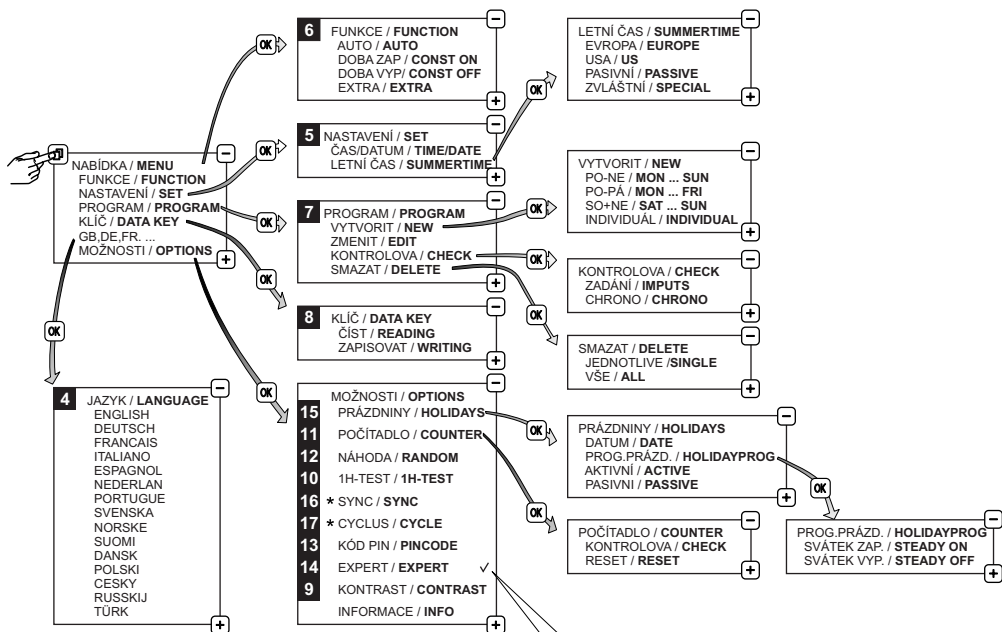 NABÍDKA / MENU
FUNKCE / FUNCTION
NASTAVENÍ / SET
PROGRAM / PROGRAM
KLÍČ / DATA KEY
GB,DE,FR. ...
MOŽNOSTI / OPTIONS
OK
OK
OK
OK
OK
OK
4 JAZYK / LANGUAGE
ENGLISH
DEUTSCH
FRANCAIS
ITALIANO
ESPAGNOL
NEDERLAN
PORTUGUE
SVENSKA
NORSKE
SUOMI
DANSK
POLSKI
CESKY
RUSSKIJ
TÜRK
6 FUNKCE / FUNCTION
AUTO / AUTO
DOBA ZAP / CONST ON
DOBA VYP/ CONST OFF
EXTRA / EXTRA
5 NASTAVENÍ / SET
ČAS/DATUM / TIME/DATE
LETNÍ ČAS / SUMMERTIME
7 PROGRAM / PROGRAM
VYTVORIT / NEW
ZMENIT / EDIT
KONTROLOVA / CHECK
SMAZAT / DELETE
8 KLÍČ / DATA KEY
ČÍST / READING
ZAPISOVAT / WRITING
MOŽNOSTI / OPTIONS
15 PRÁZDNINY / HOLIDAYS
11 POČÍTADLO / COUNTER
12 NÁHODA / RANDOM
10 1H-TEST / 1H-TEST
16 * SYNC / SYNC
17 * CYCLUS / CYCLE
13 KÓD PIN / PINCODE
14 EXPERT / EXPERT ✓
9 KONTRAST / CONTRAST
INFORMACE / INFO
OK
OK
OK
OK
OK
OK
LETNÍ ČAS / SUMMERTIME
EVROPA / EUROPE
USA / US
PASIVNÍ / PASSIVE
ZVLÁŠTNÍ / SPECIAL
VYTVORIT / NEW
PO-NE / MON ... SUN
PO-PÁ / MON ... FRI
SO+NE / SAT ... SUN
INDIVIDUÁL / INDIVIDUAL
KONTROLOVA / CHECK
ZADÁNÍ / IMPUTS
CHRONO / CHRONO
SMAZAT / DELETE
JEDNOTLIVE /SINGLE
VŠE / ALL
PRÁZDNINY / HOLIDAYS
DATUM / DATE
PROG.PRÁZD. / HOLIDAYPROG
AKTIVNÍ / ACTIVE
PASIVNI / PASSIVE
OK
POČÍTADLO / COUNTER
KONTROLOVA / CHECK
RESET / RESET
PROG.PRÁZD. / HOLIDAYPROG
SVÁTEK ZAP. / STEADY ON
SVÁTEK VYP. / STEADY OFF